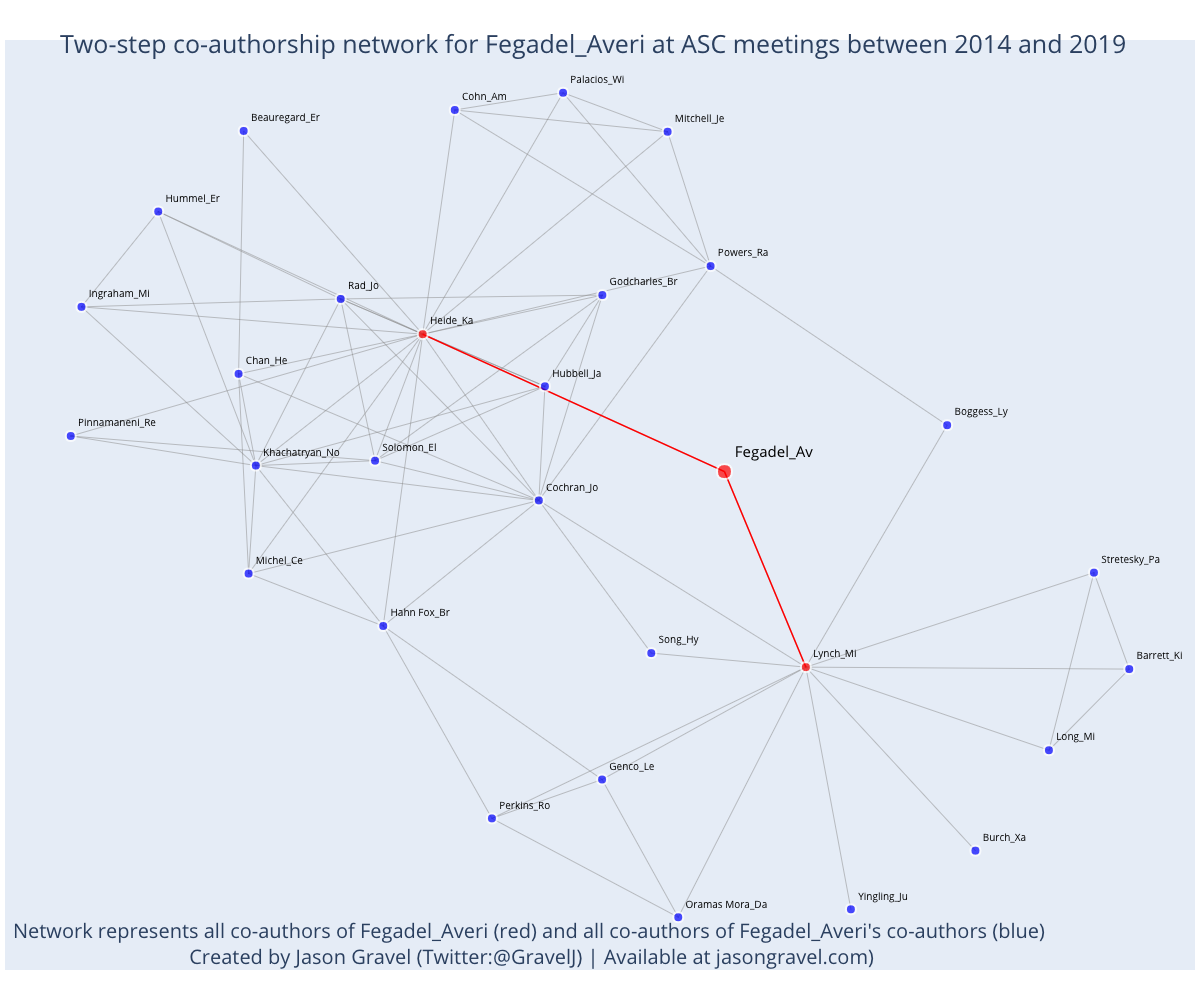 Two-step co-authorship network for Fegadel_Averi at ASC meetings between 2014 and 2019
Palacios_Wi
Cohn_Am
Mitchell_Je
Beauregard_Er
Hummel_Er
Powers_Ra
Godcharles_Br
Rad_Jo
Ingraham_Mi
Heide_Ka
Chan_He
Hubbell_Ja
Boggess_Ly
Pinnamaneni_Re
Solomon_El
Khachatryan_No
Fegadel_Av
Cochran_Jo
Michel_Ce
Stretesky_Pa
Hahn Fox_Br
Song_Hy
Lynch_Mi
Barrett_Ki
Long_Mi
Genco_Le
Perkins_Ro
Burch_Xa
Yingling_Ju
Oramas Mora_Da
Network represents all co-authors of Fegadel_Averi (red) and all co-authors of Fegadel_Averi's co-authors (blue)
Created by Jason Gravel (Twitter:@GravelJ) | Available at jasongravel.com)